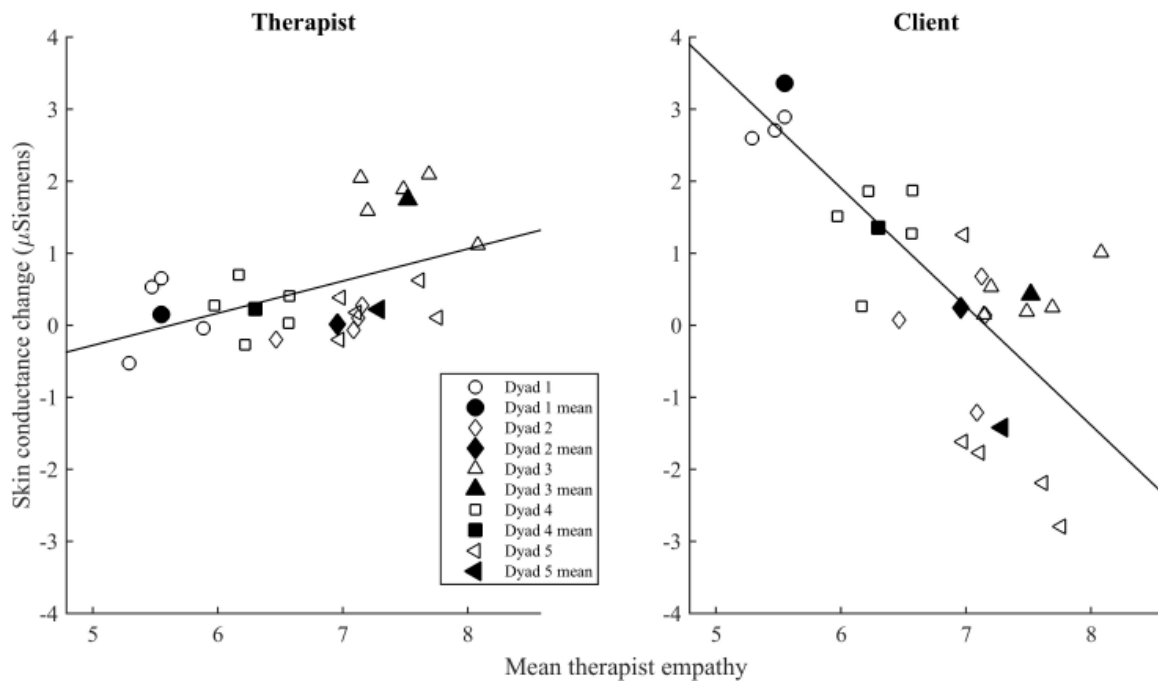 Therapist
Client
Skin conductance change (μSiemens)
4
3
2
1
0
-1
-2
-3
-4
5
6
7
8
Dyad 1
Dyad 1 mean
Dyad 2
Dyad 2 mean
Dyad 3
Dyad 3 mean
Dyad 4
Dyad 4 mean
Dyad 5
Dyad 5 mean
4
3
2
1
0
-1
-2
-3
-4
5
6
7
8
Mean therapist empathy